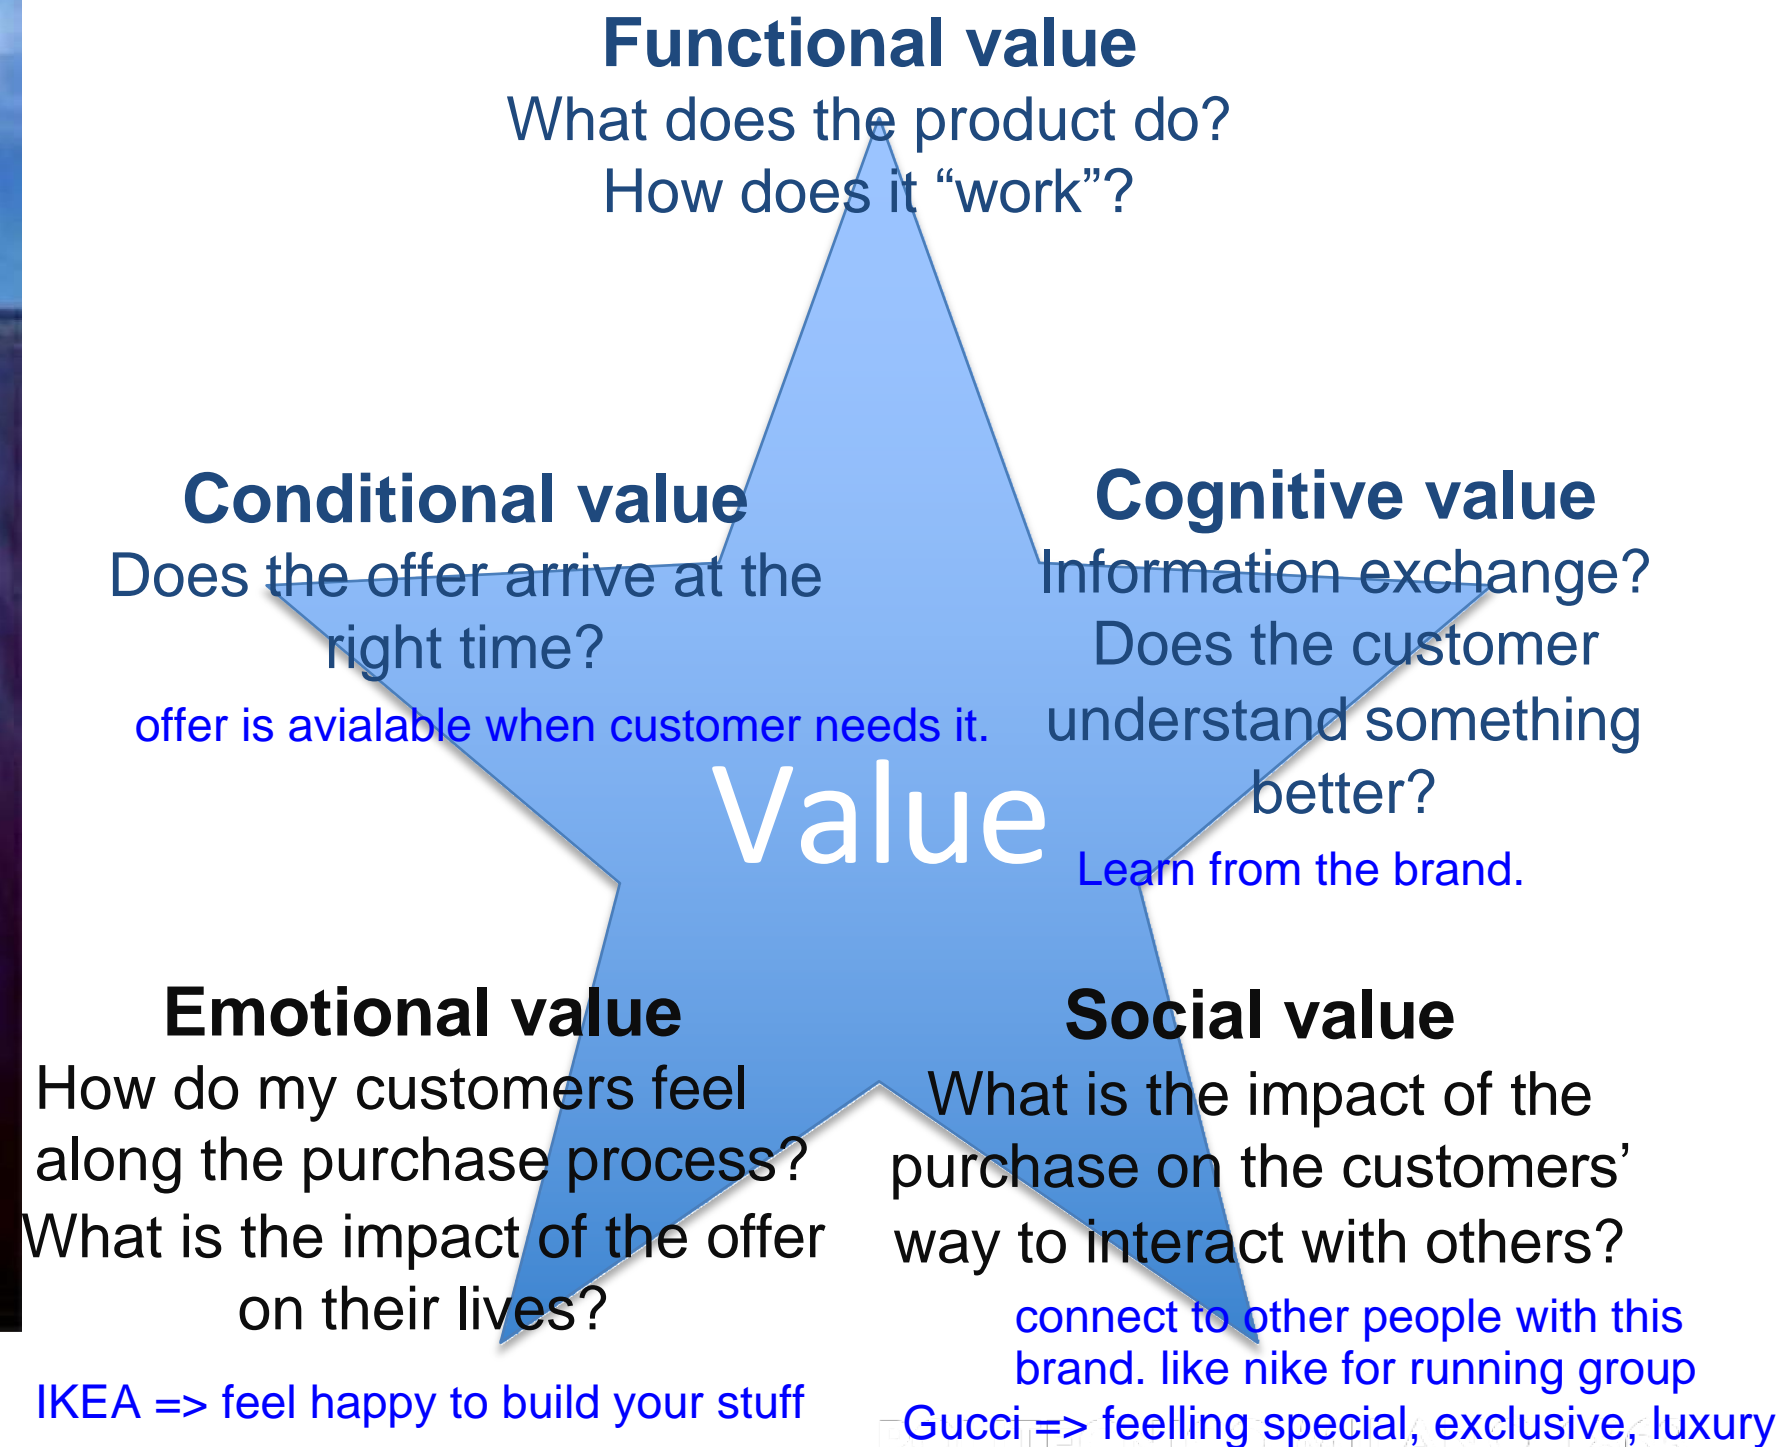 Functional value
What does the product do?
How does it “work”?
Conditional value
Does the offer arrive at the
right time?
offer is avialable when customer needs it.
Cognitive value
Information exchange?
Does the customer
understand something
better?
Learn from the brand.
Value
Emotional value
How do my customers feel
along the purchase process?
What is the impact of the offer
on their lives?
IKEA => feel happy to build your stuff
Social value
What is the impact of the
purchase on the customers’
way to interact with others?
connect to other people with this
brand. like nike for running group
Gucci => feelling special, exclusive, luxury